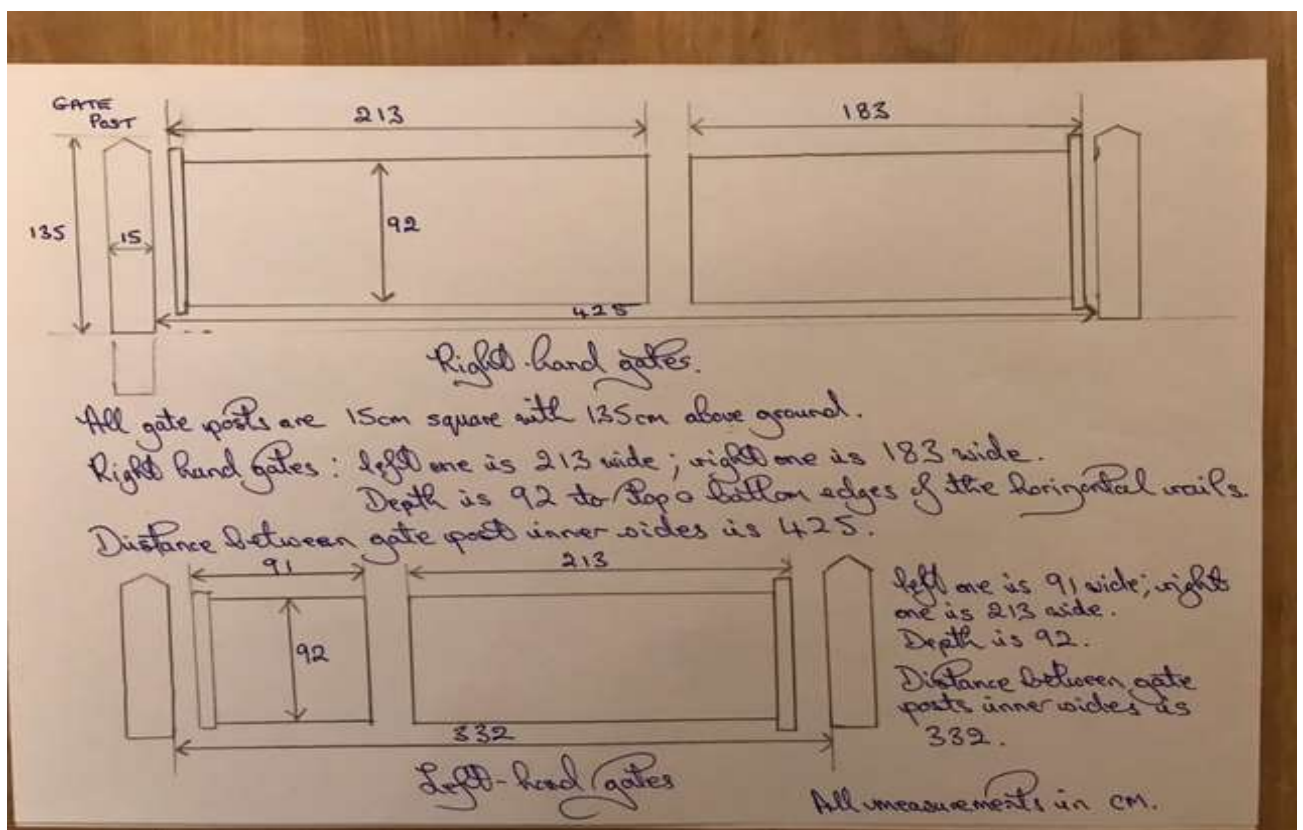 GATE
POST
213
183
135
15
92
425
Right-hand gates.
All gate posts are 15cm square with 135cm above ground.
Right hand gates: left one is 213 wide; right one is 183 wide.
Depth is 92 to top o bottom edges of the horizontal rails.
Distance between gate post inner sides is 425.
91
213
92
332
left one is 91 wide; right
one is 213 wide.
Depth is 92.
Distance between gate
posts inner sides is
332.
Left-hand gates
All measurements in cm.